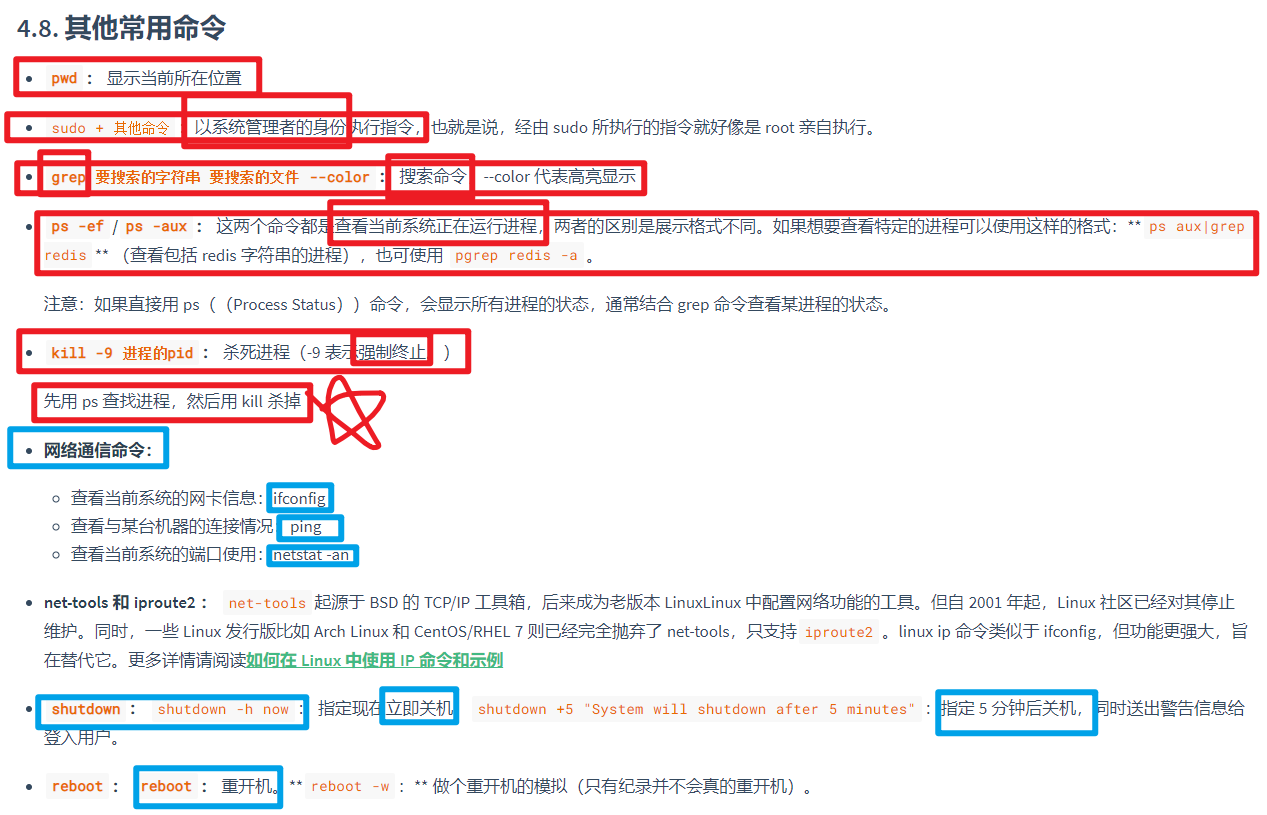 4.8. 其他常用命令
pwd ： 显示当前所在位置
sudo + 其他命令 ：以系统管理者的身份执行指令，也就是说，经由 sudo 所执行的指令就好像是 root 亲自执行。
grep 要搜索的字符串 要搜索的文件 --color ： 搜索命令，--color 代表高亮显示
ps -ef / ps -aux ： 这两个命令都是查看当前系统正在运行进程，两者的区别是展示格式不同。如果想要查看特定的进程可以使用这样的格式：** ps aux|grep
redis ** （查看包括 redis 字符串的进程），也可使用 pgrep redis -a 。
注意：如果直接用 ps（（Process Status））命令，会显示所有进程的状态，通常结合 grep 命令查看某进程的状态。
kill -9 进程的pid ： 杀死进程（-9 表示强制终止）
先用 ps 查找进程，然后用 kill 杀掉
网络通信命令：
查看当前系统的网卡信息：ifconfig
查看与某台机器的连接情况 ping
查看当前系统的端口使用：netstat -an
net-tools 和 iproute2 ： net-tools 起源于 BSD 的 TCP/IP 工具箱，后来成为老版本 LinuxLinux 中配置网络功能的工具。但自 2001 年起，Linux 社区已经对其停止
维护。同时，一些 Linux 发行版比如 Arch Linux 和 CentOS/RHEL 7 则已经完全抛弃了 net-tools，只支持 iproute2 。linux ip 命令类似于 ifconfig，但功能更强大，旨
在替代它。更多详情请阅读如何在 Linux 中使用 IP 命令和示例
shutdown ： shutdown -h now ： 指定现在立即关机 shutdown +5 "System will shutdown after 5 minutes" ：指定 5 分钟后关机，同时送出警告信息给
登入用户。
reboot ： reboot ： 重开机。** reboot -w ：** 做个重开机的模拟（只有纪录并不会真的重开机）。